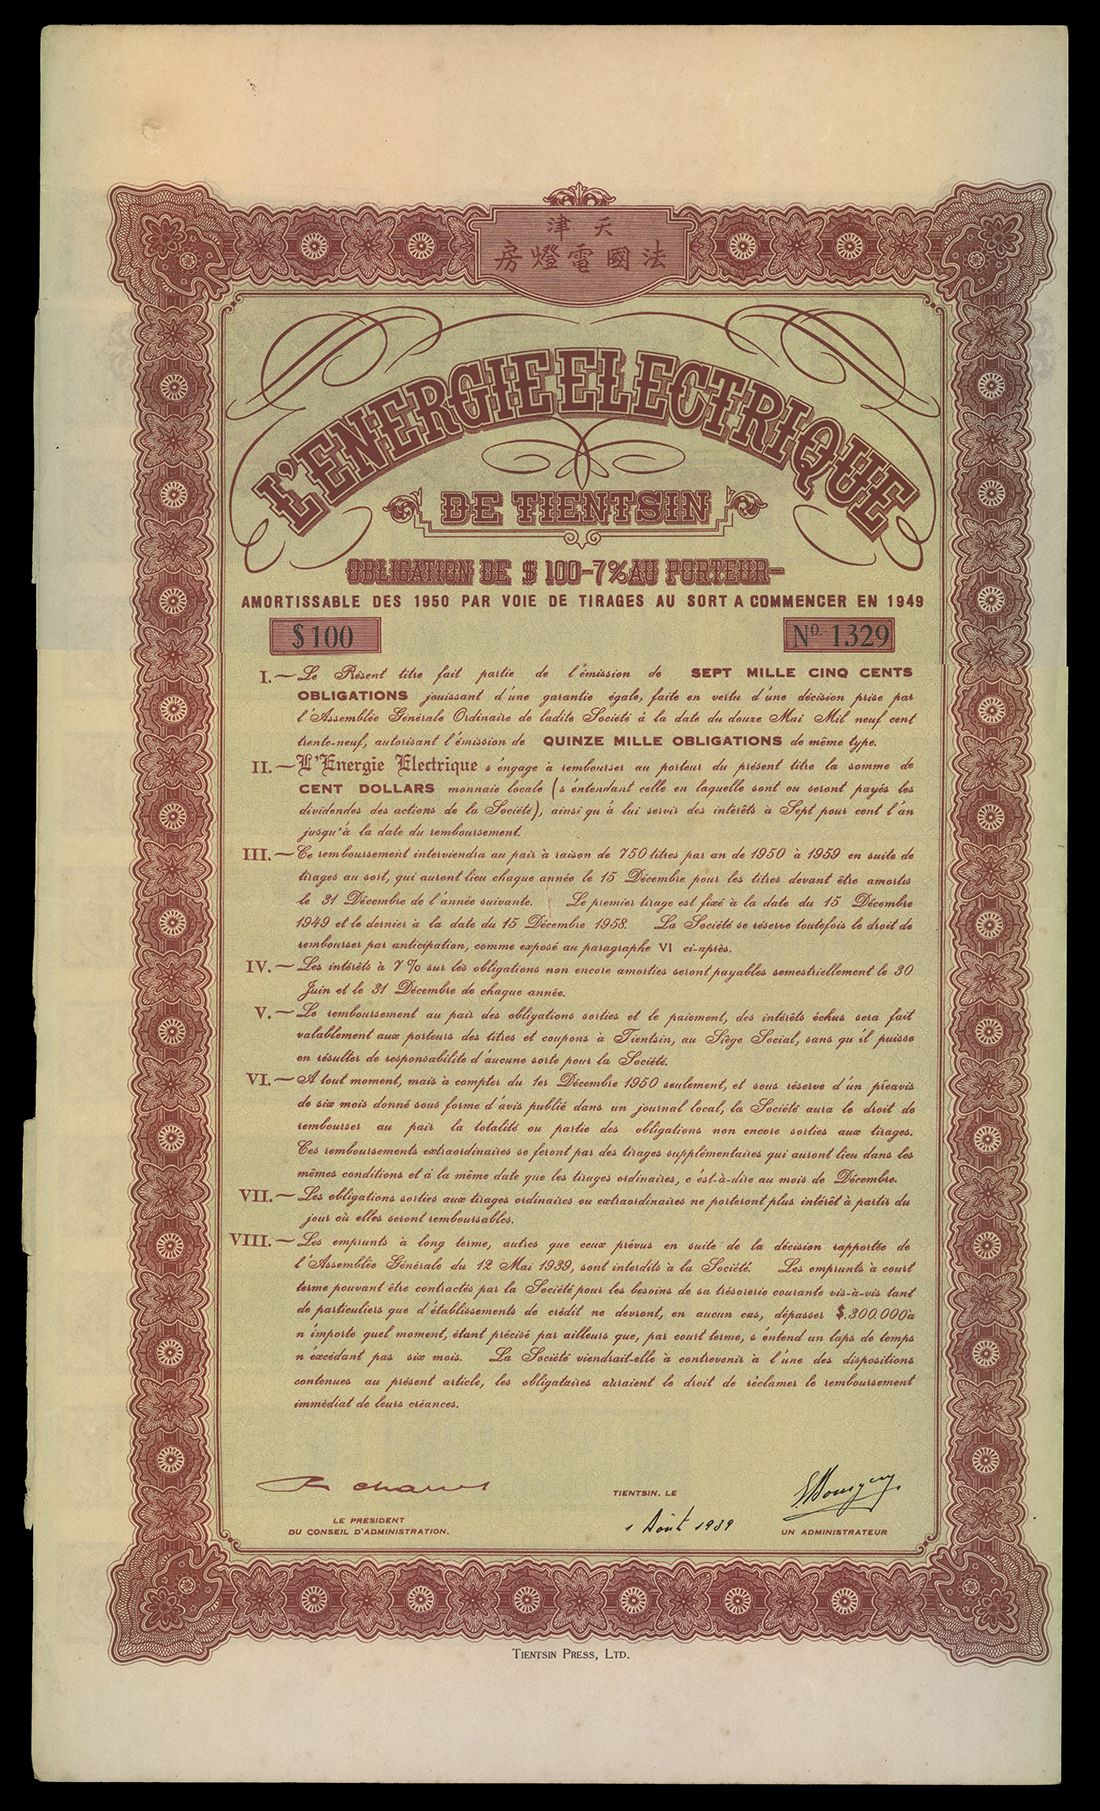 天津
法國電燈房
L'ENERGIE ELECTRIQUE
DE TIENTSIN
OBLIGATION DE $ 100-7% AU PORTEUR-
AMORTISSABLE DES 1950 PAR VOIE DE TIRAGES AU SORT A COMMENCER EN 1949
$100
No. 1329
I.— Le Résent titre fait partie de l'émission de SEPT MILLE CINQ CENTS
OBLIGATIONS jouissant d'une garantie égale, faite en vertu d'une décision prise par
l'Assemblée Générale Ordinaire de ladite Société à la date du douze Mai Mil neuf cent
trente-neuf, autorisant l'émission de QUINZE MILLE OBLIGATIONS de même type.
II.— L'Energie Electrique s'engage à rembourser au porteur du présent titre la somme de
CENT DOLLARS monnaie locale (s'entendant celle en laquelle sont ou seront payés les
dividendes des actions de la Société), ainsi qu'à lui servir des intérêts à Sept pour cent l'an
jusqu'à la date du remboursement.
III.— Ce remboursement interviendra au pair à raison de 750 titres par an de 1950 à 1959 en suite de
tirages au sort, qui auront lieu chaque année le 15 Décembre pour les titres devant être amortis
le 31 Décembre de l'année suivante. Le premier tirage est fixé à la date du 15 Décembre
1949 et le dernier à la date du 15 Décembre 1958. La Société se réserve toutefois le droit de
rembourser par anticipation, comme exposé au paragraphe VI ci-après.
IV.— Les intérêts à 7% sur les obligations non encore amorties seront payables semestriellement le 30
Juin et le 31 Décembre de chaque année.
V.— Le remboursement au pair des obligations sorties et le paiement, des intérêts échus sera fait
valablement aux porteurs des titres et coupons à Tientsin, au Siège Social, sans qu'il puisse
en résulter de responsabilité d'aucune sorte pour la Société.
VI.— A tout moment, mais à compter du 1er Décembre 1950 seulement, et sous réserve d'un préavis
de six mois donné sous forme d'avis publié dans un journal local, la Société aura le droit de
rembourser au pair la totalité ou partie des obligations non encore sorties aux tirages.
Ces remboursements extraordinaires se feront par des tirages supplémentaires qui auront lieu dans les
mêmes conditions et à la même date que les tirages ordinaires, c'est-à-dire au mois de Décembre.
VII.— Les obligations sorties aux tirages ordinaires ou extraordinaires ne porteront plus intérêt à partir du
jour où elles seront remboursables.
VIII.— Les emprunts à long terme, autres que ceux prévus en suite de la décision rapportée de
l'Assemblée Générale du 12 Mai 1939, sont interdits à la Société. Les emprunts à court
terme pouvant être contractés par la Société pour les besoins de sa trésorerie courante vis-à-vis tant
de particuliers que d'établissements de crédit ne devront, en aucun cas, dépasser $.300.000 à
n'importe quel moment, étant précisé par ailleurs que, par court terme, s'entend un laps de temps
n'éxcédant pas six mois. La Société viendrait-elle à contrevenir à l'une des dispositions
contenues au présent article, les obligataires auraient le droit de réclamer le remboursement
immédiat de leurs créances.
TIENTSIN, LE
1 Août 1939
LE PRESIDENT
DU CONSEIL D'ADMINISTRATION.
UN ADMINISTRATEUR
TIENTSIN PRESS, LTD.